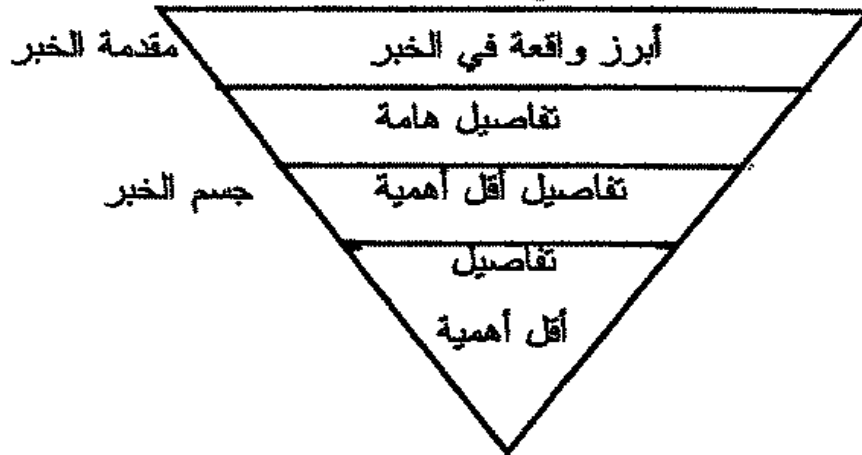 مقدمة الخبر
أبرز واقعة في الخبر
تفاصيل هامة
جسم الخبر
تفاصيل أقل أهمية
تفاصيل
أقل أهمية